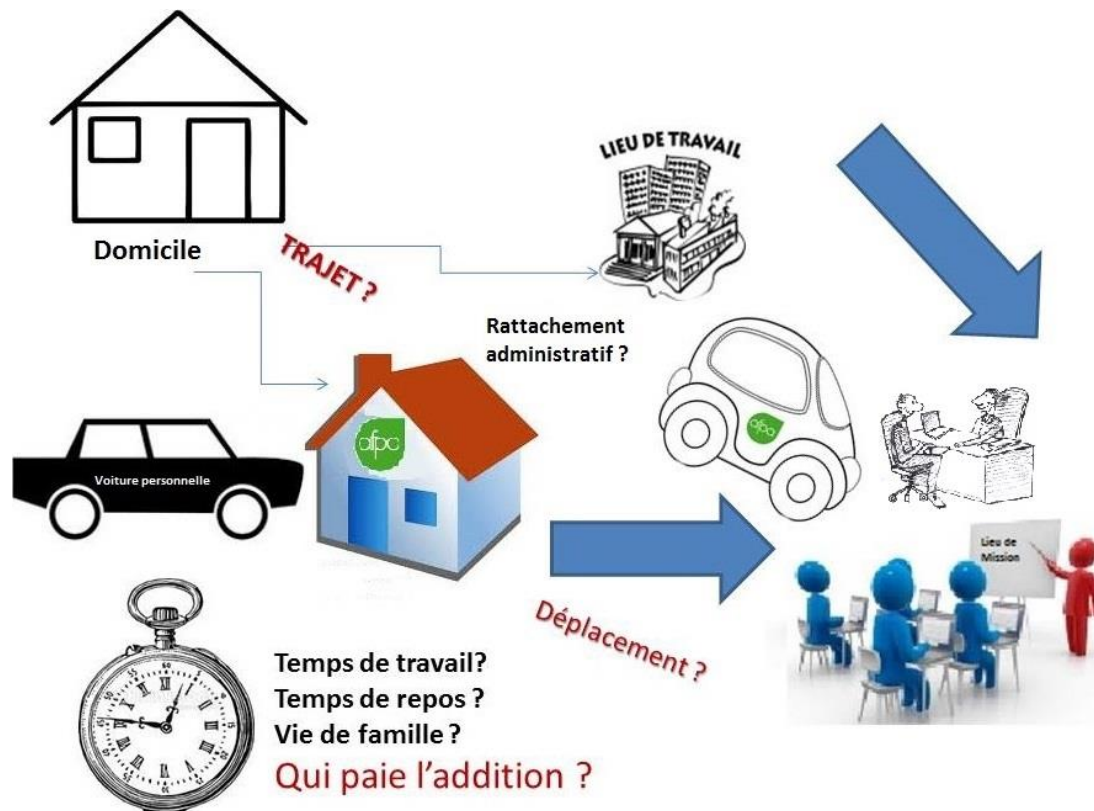 LIEU DE TRAVAIL
Domicile
TRAJET ?
Rattachement
administratif ?
afpa
afpa
Voiture personnelle
Lieu de
Mission
Déplacement ?
Temps de travail?
Temps de repos ?
Vie de famille ?
Qui paie l’addition ?